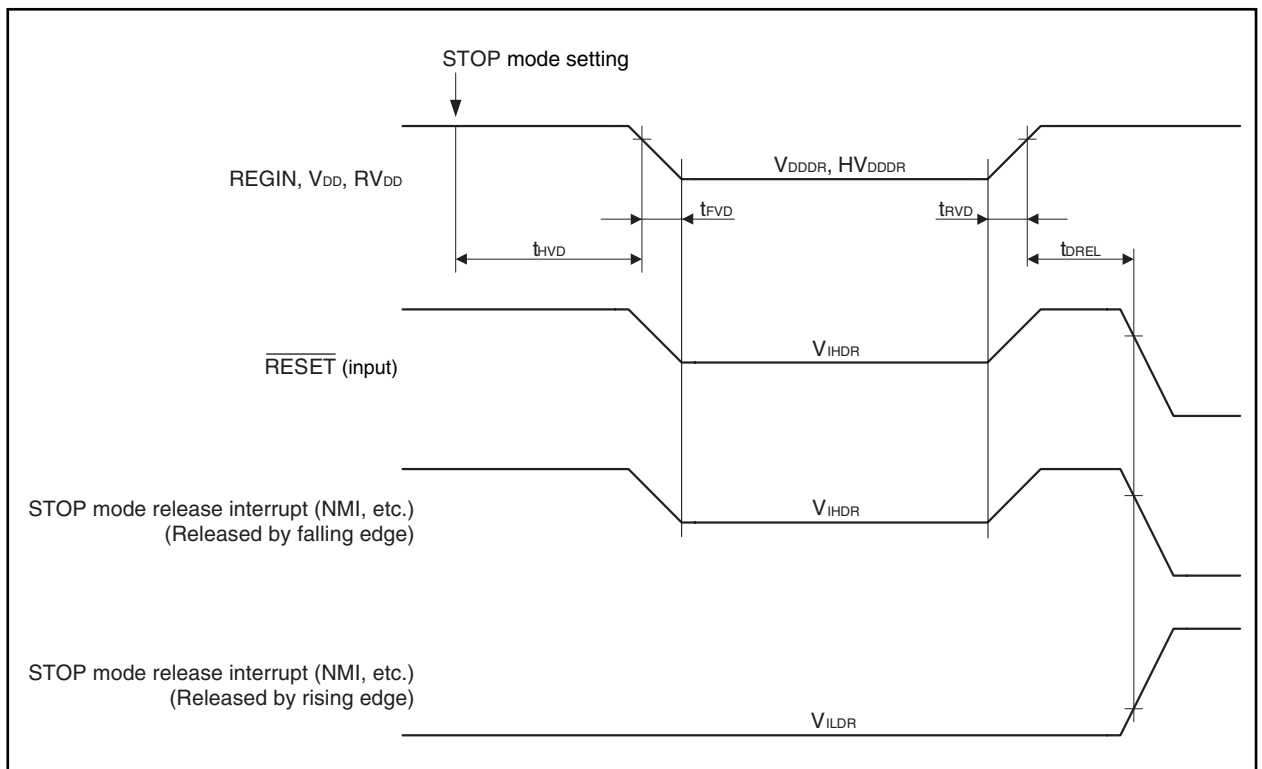 STOP mode setting
REGIN, VDD, RVDD
VDDDR, HVDDDR
tFVD
tRVD
tHVD
tDREL
RESET (input)
VIHDR
STOP mode release interrupt (NMI, etc.)
(Released by falling edge)
VIHDR
STOP mode release interrupt (NMI, etc.)
(Released by rising edge)
VILDR